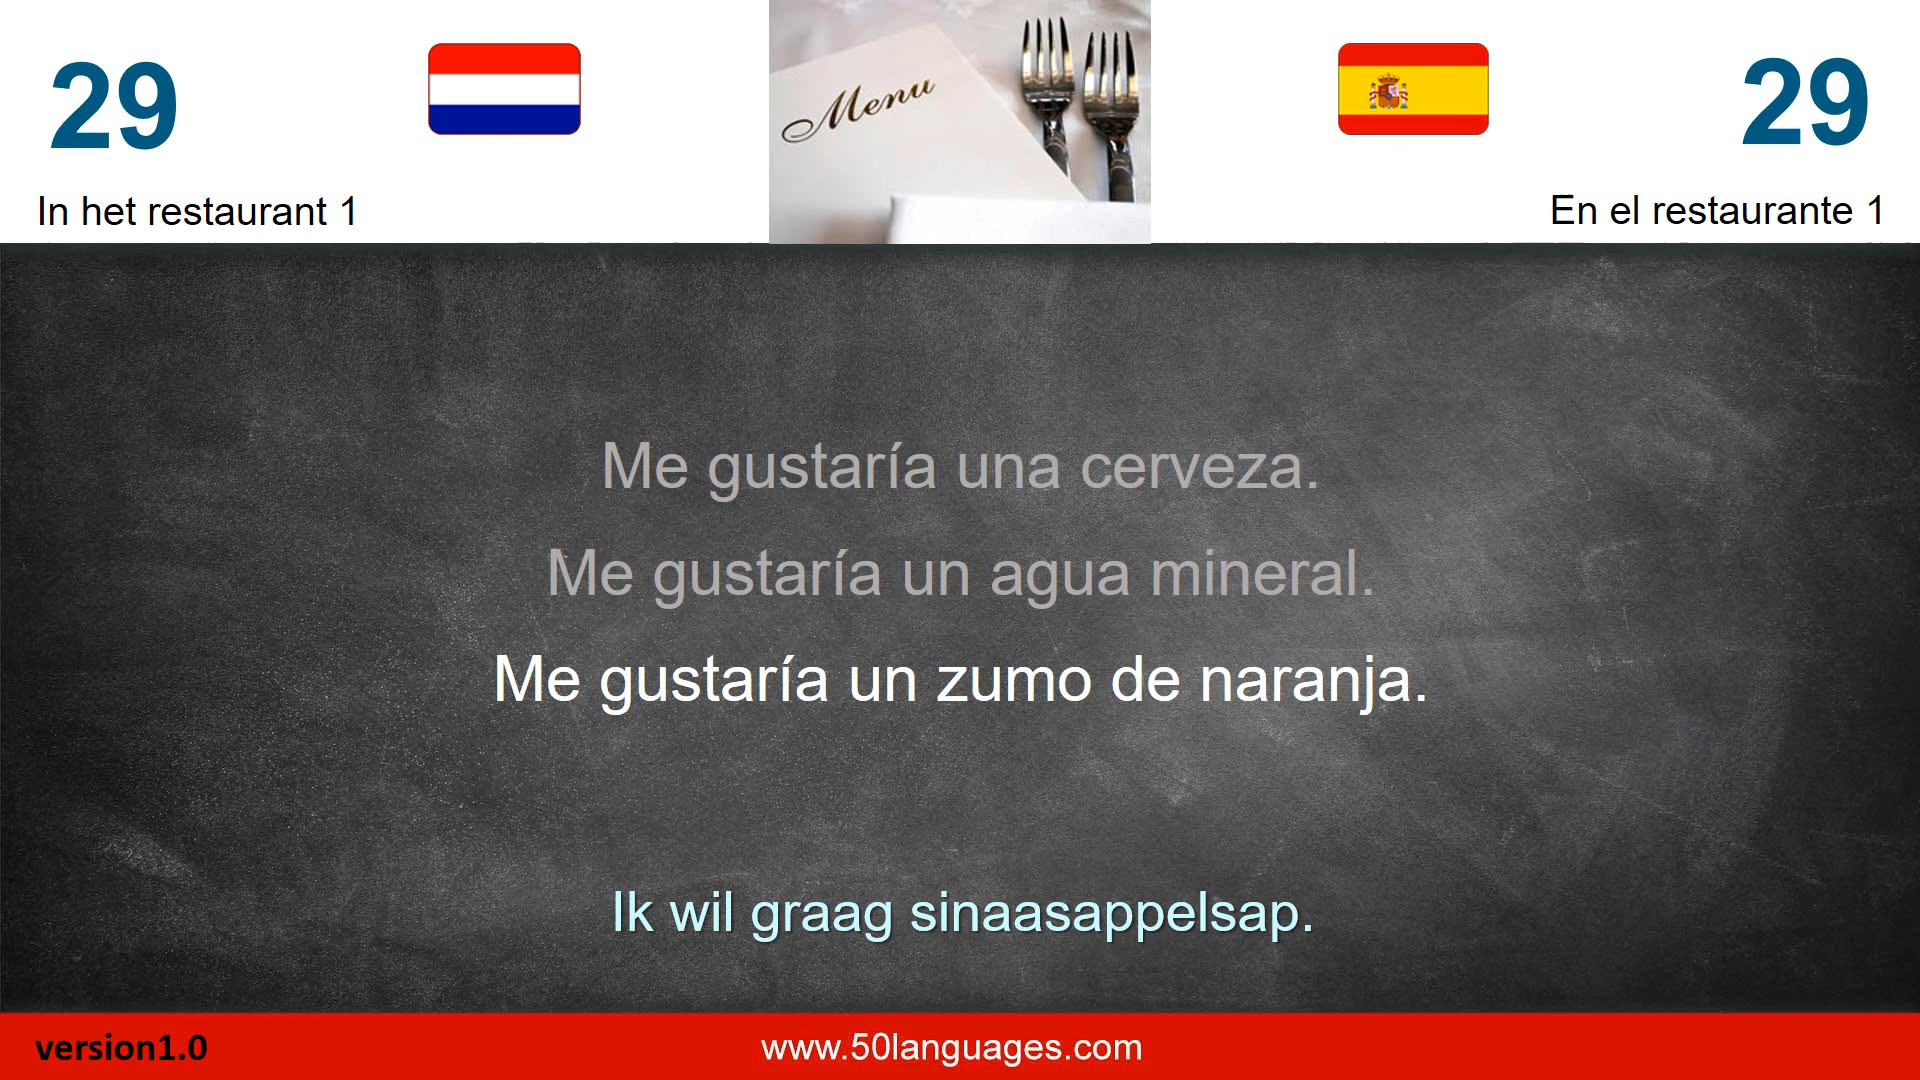 29
29
Menu
In het restaurant 1
En el restaurante 1
Me gustaría una cerveza.
Me gustaría un agua mineral.
Me gustaría un zumo de naranja.
Ik wil graag sinaasappelsap.
version1.0
www.50languages.com